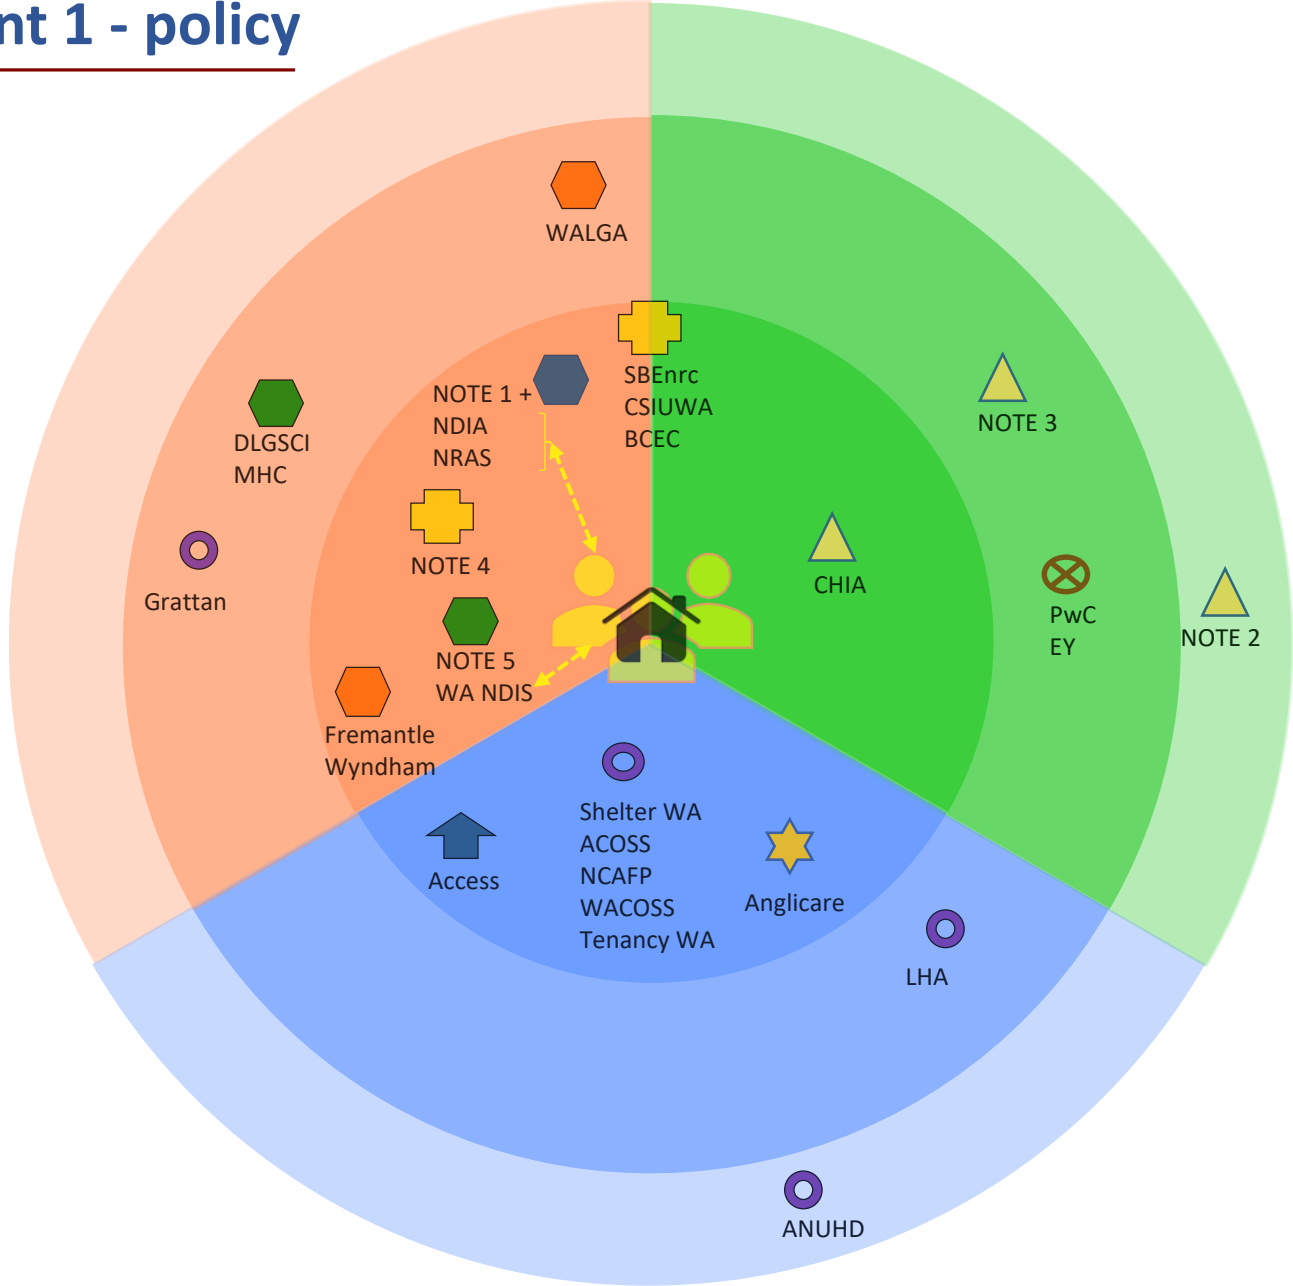 nt 1 - policy
WALGA
SBEnrc
CSIUWA
BCEC
NOTE 1 +
NDIA
NRAS
NOTE 3
DLGSCI
MHC
NOTE 4
CHIA
Grattan
PwC
EY
NOTE 2
NOTE 5
WA NDIS
Fremantle
Wyndham
Shelter WA
ACOSS
NCAFP
WACOSS
Tenancy WA
Access
Anglicare
LHA
ANUHD